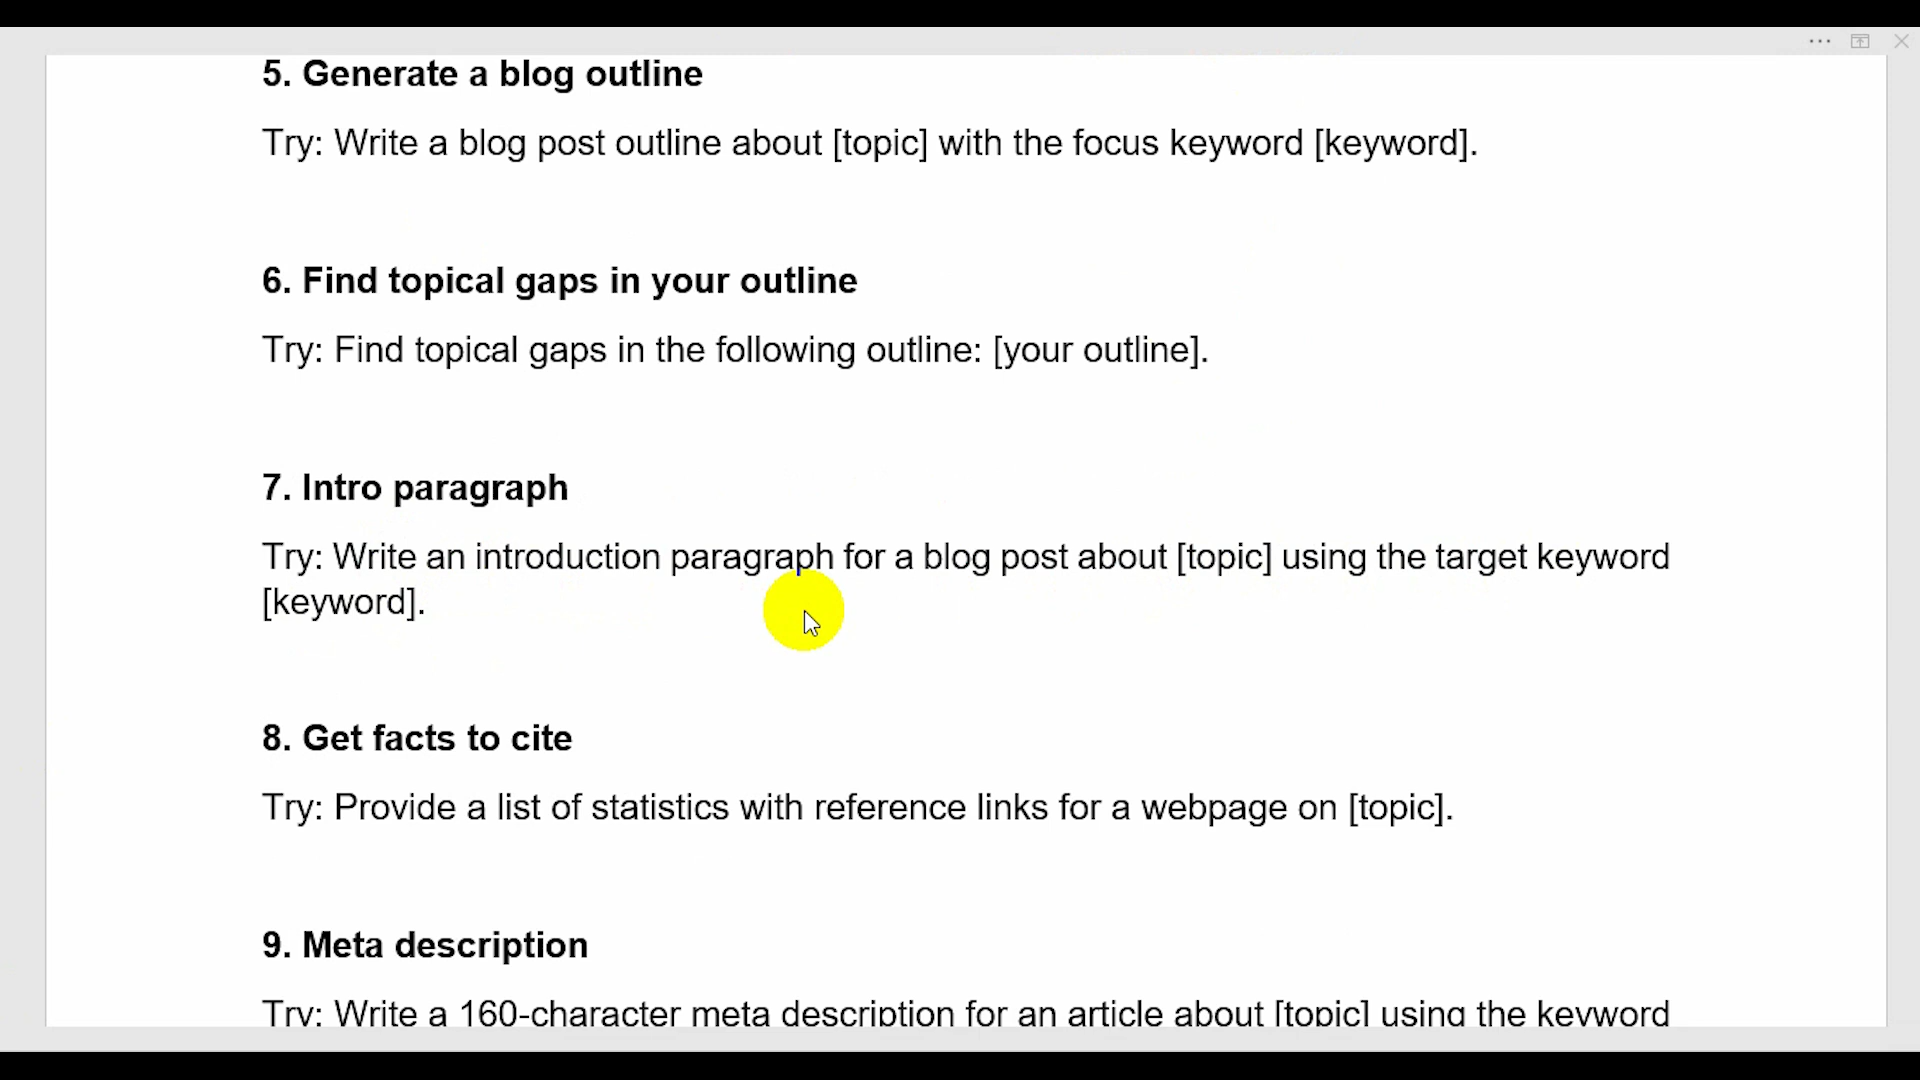 5. Generate a blog outline
Try: Write a blog post outline about [topic] with the focus keyword [keyword].
6. Find topical gaps in your outline
Try: Find topical gaps in the following outline: [your outline].
7. Intro paragraph
Try: Write an introduction paragraph for a blog post about [topic] using the target keyword
[keyword].
8. Get facts to cite
Try: Provide a list of statistics with reference links for a webpage on [topic].
9. Meta description
Try: Write a 160-character meta description for an article about [topic] using the keyword